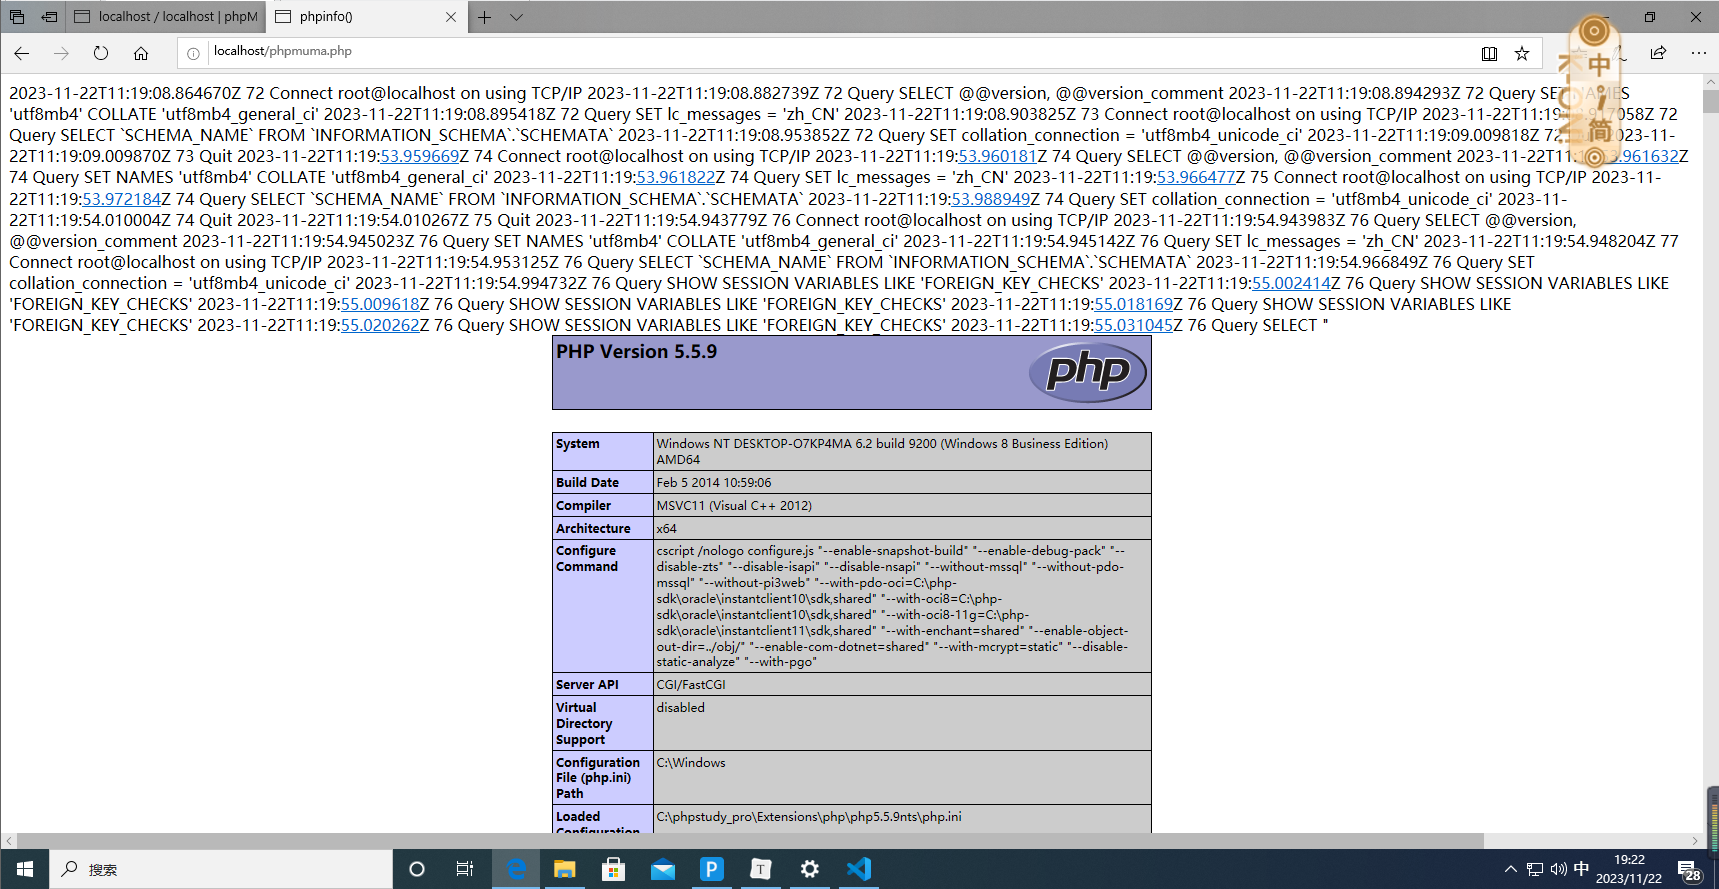 localhost / localhost | phpM
phpinfo()
localhost/phpmuma.php
2023-11-22T11:19:08.864670Z 72 Connect root@localhost on using TCP/IP 2023-11-22T11:19:08.882739Z 72 Query SELECT @@version, @@version_comment 2023-11-22T11:19:08.894293Z 72 Query SET NAMES
'utf8mb4' COLLATE 'utf8mb4_general_ci' 2023-11-22T11:19:08.895418Z 72 Query SET lc_messages = 'zh_CN' 2023-11-22T11:19:08.903825Z 73 Connect root@localhost on using TCP/IP 72
Query SELECT `SCHEMA_NAME` FROM `INFORMATION_SCHEMA`.`SCHEMATA` 2023-11-22T11:19:08.953852Z 72 Query SET collation_connection = 'utf8mb4_unicode_ci' 2023-11-22T11:19:09.009818Z 72
11:19:09.009870Z 73 Quit 2023-11-22T11:19:53.959669Z 74 Connect root@localhost on using TCP/IP 2023-11-22T11:19:53.960181Z 74 Query SELECT @@version, @@version_comment
74 Query SET NAMES 'utf8mb4' COLLATE 'utf8mb4_general_ci' 2023-11-22T11:19:53.961822Z 74 Query SET lc_messages = 'zh_CN' 2023-11-22T11:19:53.966477Z 75 Connect root@localhost on using TCP/IP 2023-11-
22T11:19:53.972184Z 74 Query SELECT `SCHEMA_NAME` FROM `INFORMATION_SCHEMA`.`SCHEMATA` 2023-11-22T11:19:53.988949Z 74 Query SET collation_connection = 'utf8mb4_unicode_ci' 2023-11-
22T11:19:54.010004Z 74 Quit 2023-11-22T11:19:54.010267Z 75 Quit 2023-11-22T11:19:54.943779Z 76 Connect root@localhost on using TCP/IP 2023-11-22T11:19:54.943983Z 76 Query SELECT @@version,
@@version_comment 2023-11-22T11:19:54.945023Z 76 Query SET NAMES 'utf8mb4' COLLATE 'utf8mb4_general_ci' 2023-11-22T11:19:54.945142Z 76 Query SET lc_messages = 'zh_CN' 2023-11-22T11:19:54.948204Z 77
Connect root@localhost on using TCP/IP 2023-11-22T11:19:54.953125Z 76 Query SELECT `SCHEMA_NAME` FROM `INFORMATION_SCHEMA`.`SCHEMATA` 2023-11-22T11:19:54.966849Z 76 Query SET
collation_connection = 'utf8mb4_unicode_ci' 2023-11-22T11:19:54.994732Z 76 Query SHOW SESSION VARIABLES LIKE 'FOREIGN_KEY_CHECKS' 2023-11-22T11:19:55.002414Z 76 Query SHOW SESSION VARIABLES LIKE
'FOREIGN_KEY_CHECKS' 2023-11-22T11:19:55.009618Z 76 Query SHOW SESSION VARIABLES LIKE 'FOREIGN_KEY_CHECKS' 2023-11-22T11:19:55.018169Z 76 Query SHOW SESSION VARIABLES LIKE
'FOREIGN_KEY_CHECKS' 2023-11-22T11:19:55.020262Z 76 Query SHOW SESSION VARIABLES LIKE 'FOREIGN_KEY_CHECKS' 2023-11-22T11:19:55.031045Z 76 Query SELECT "
中
简
PHP Version 5.5.9
php
System
Windows NT DESKTOP-O7KP4MA 6.2 build 9200 (Windows 8 Business Edition)
AMD64
Build Date
Feb 5 2014 10:59:06
Compiler
MSVC11 (Visual C++ 2012)
Architecture
x64
Configure
Command
cscript /nologo configure.js "--enable-snapshot-build" "--enable-debug-pack" "--
disable-zts" "--disable-isapi" "--disable-nsapi" "--without-mssql" "--without-pdo-
mssql" "--without-pi3web" "--with-pdo-oci=C:\php-
sdk\oracle\instantclient10\sdk,shared" "--with-oci8=C:\php-
sdk\oracle\instantclient10\sdk,shared" "--with-oci8-11g=C:\php-
sdk\oracle\instantclient11\sdk,shared" "--with-enchant=shared" "--enable-object-
out-dir=../obj/" "--enable-com-dotnet=shared" "--with-mcrypt=static" "--disable-
static-analyze" "--with-pgo"
Server API
CGI/FastCGI
Virtual
Directory
Support
disabled
Configuration
File (php.ini)
Path
C:\Windows
Loaded
Configuration
C:\phpstudy_pro\Extensions\php\php5.5.9nts\php.ini
搜索
P
T
中
19:22
2023/11/22
28